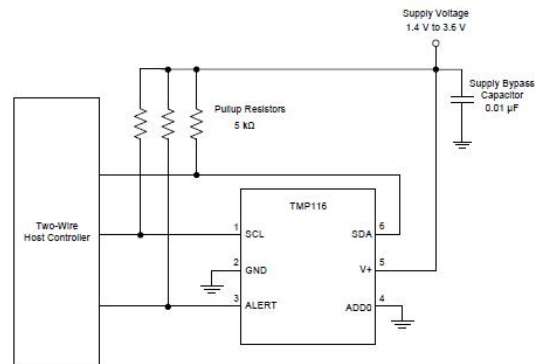 Supply Voltage
1.4 V to 3.6 V
Supply Bypass
Capacitor
0.01 µF
Pullup Resistors
5 kΩ
Two-Wire
Host Controller
TMP116
1
SCL
SDA
6
2
GND
V+
5
3
ALERT
ADD0
4